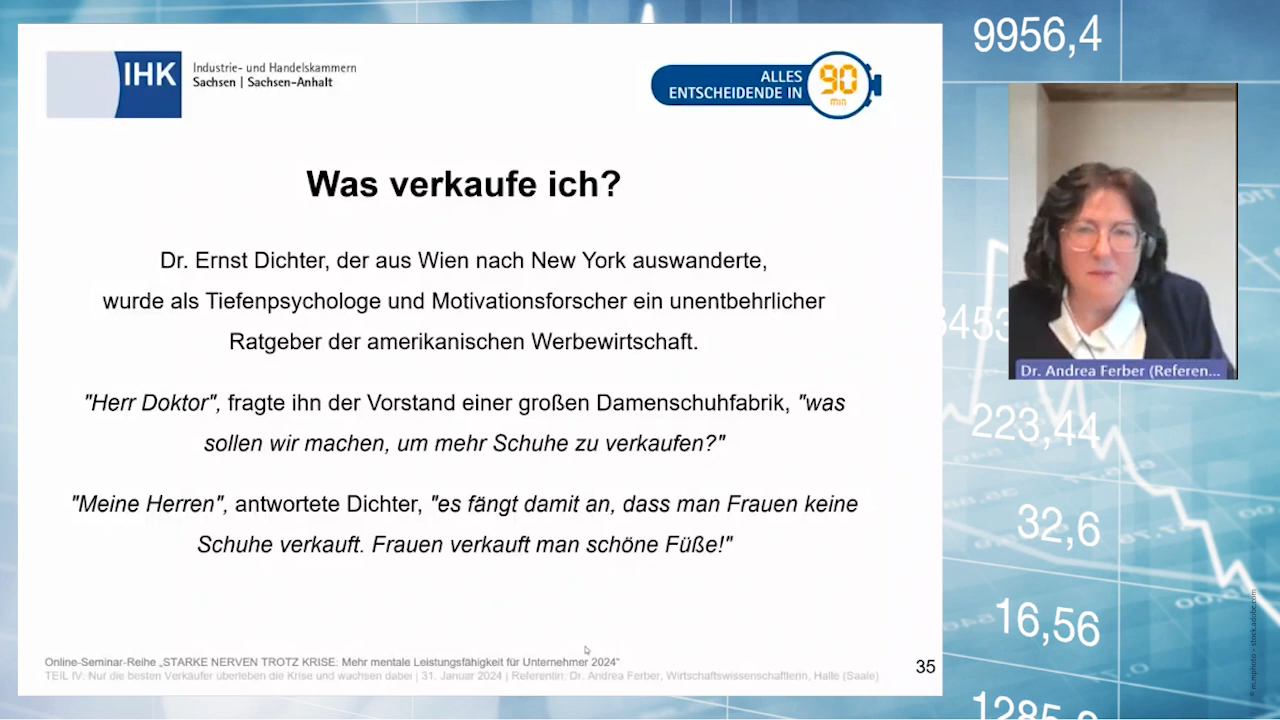 IHK
Industrie- und Handelskammern
Sachsen | Sachsen-Anhalt
ALLES
ENTSCHEIDENDE IN
90
min
Was verkaufe ich?
Dr. Ernst Dichter, der aus Wien nach New York auswanderte,
wurde als Tiefenpsychologe und Motivationsforscher ein unentbehrlicher
Ratgeber der amerikanischen Werbewirtschaft.
"Herr Doktor", fragte ihn der Vorstand einer großen Damenschuhfabrik, "was
sollen wir machen, um mehr Schuhe zu verkaufen?"
"Meine Herren", antwortete Dichter, "es fängt damit an, dass man Frauen keine
Schuhe verkauft. Frauen verkauft man schöne Füße!"
Online-Seminar-Reihe „STARKE NERVEN TROTZ KRISE: Mehr mentale Leistungsfähigkeit für Unternehmer 2024“
TEIL IV: Nur die besten Verkäufer überleben die Krise und wachsen dabei | 31. Januar 2024 | Referentin: Dr. Andrea Ferber, Wirtschaftswissenschaftlerin, Halle (Saale)
35
9956,4
Dr. Andrea Ferber (Referen...
223,44
32,6
16,56